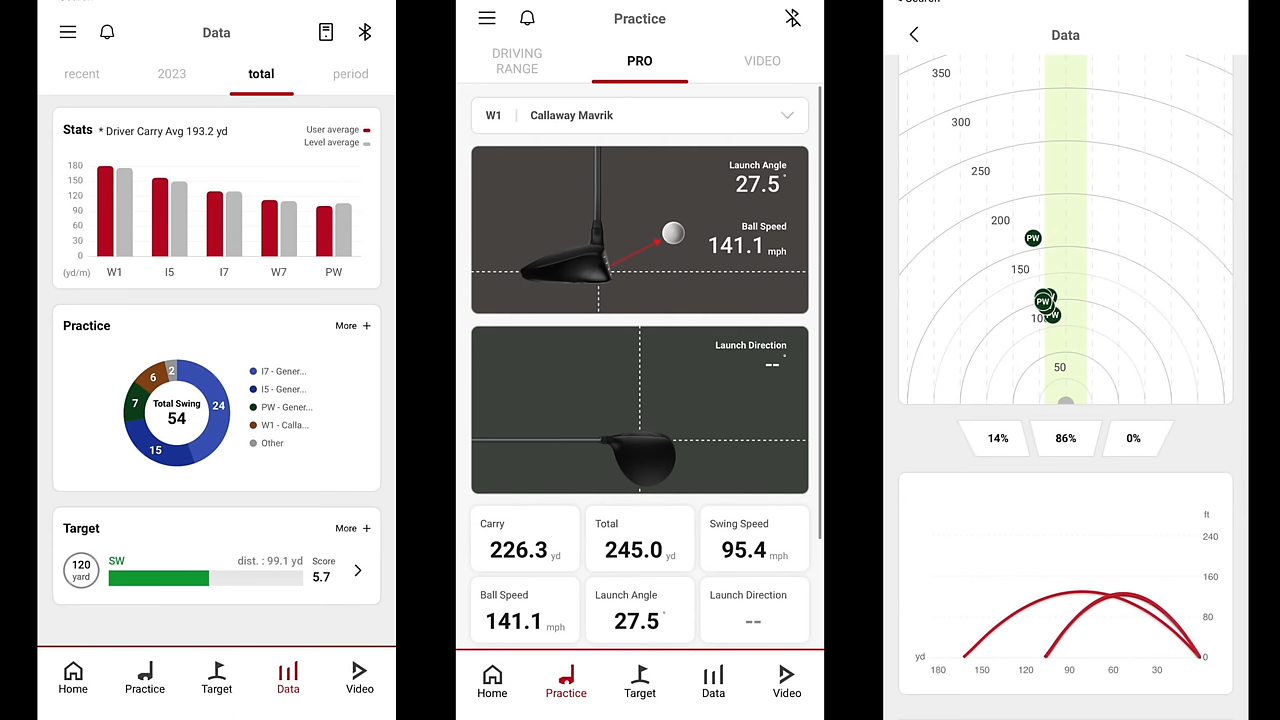 Data
recent
2023
total
period
Stats * Driver Carry Avg 193.2 yd
User average
Level average
180
150
120
90
60
30
0
(yd/m)
W1
I5
I7
W7
PW
Practice
More +
24
15
7
6
2
Total Swing
54
I7 - Gener...
I5 - Gener...
PW - Gener...
W1 - Calla...
Other
Target
More +
120
yard
SW
dist. : 99.1 yd
Score
5.7
Home
Practice
Target
Data
Video
Practice
DRIVING
RANGE
PRO
VIDEO
W1 | Callaway Mavrik
Launch Angle
27.5°
Ball Speed
141.1 mph
Launch Direction
--°
Carry
226.3 yd
Total
245.0 yd
Swing Speed
95.4 mph
Ball Speed
141.1 mph
Launch Angle
27.5°
Launch Direction
--
Home
Practice
Target
Data
Video
Search
Data
350
300
250
200
PW
150
PW
50
14%
86%
0%
ft
240
160
80
0
yd
180
150
120
90
60
30